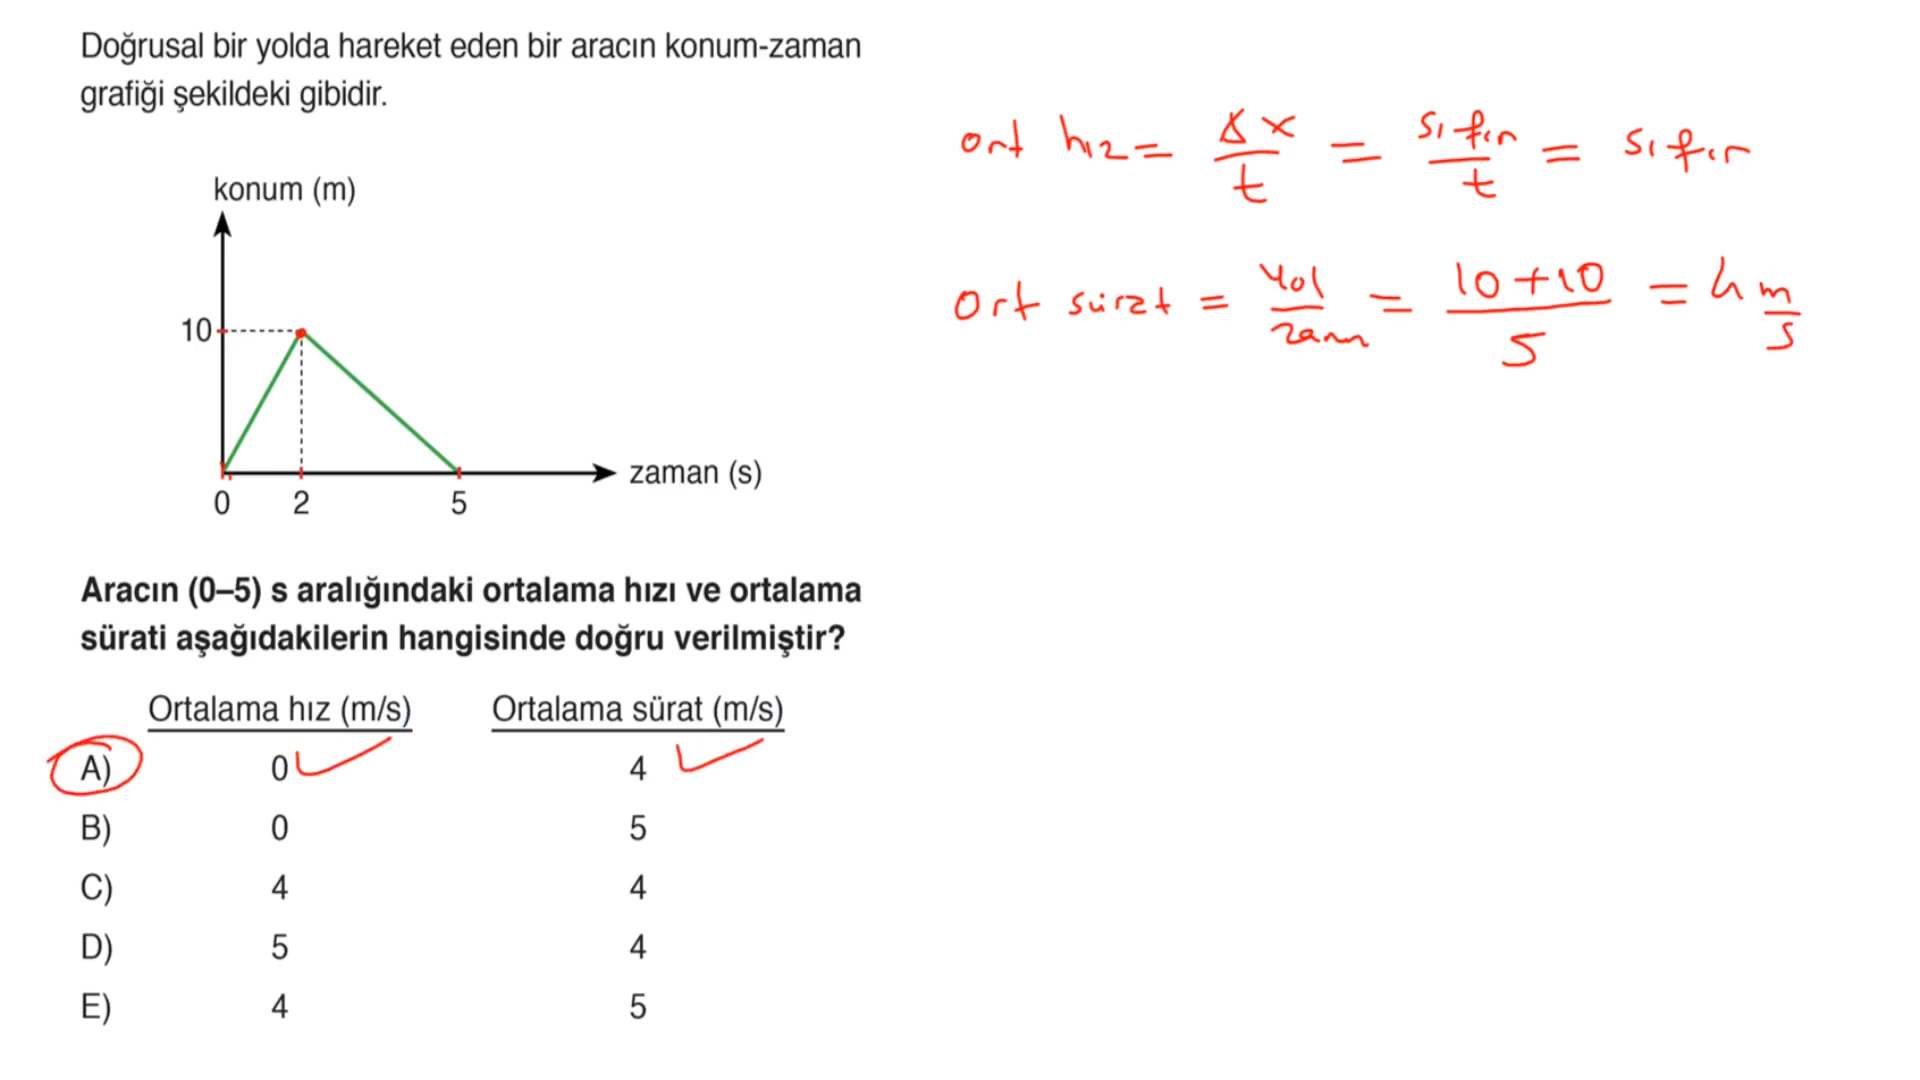 Doğrusal bir yolda hareket eden bir aracın konum-zaman
grafiği şekildeki gibidir.
konum (m)
10
0 2 5
zaman (s)
Aracın (0–5) s aralığındaki ortalama hızı ve ortalama
sürati aşağıdakilerin hangisinde doğru verilmiştir?
Ortalama hız (m/s) Ortalama sürat (m/s)
A) 0 4
B) 0 5
C) 4 4
D) 5 4
E) 4 5
ort hız = Δx/t = sıfır/t = sıfır
Ort sürat = yol/zam = 10+10/5 = 4 m/s